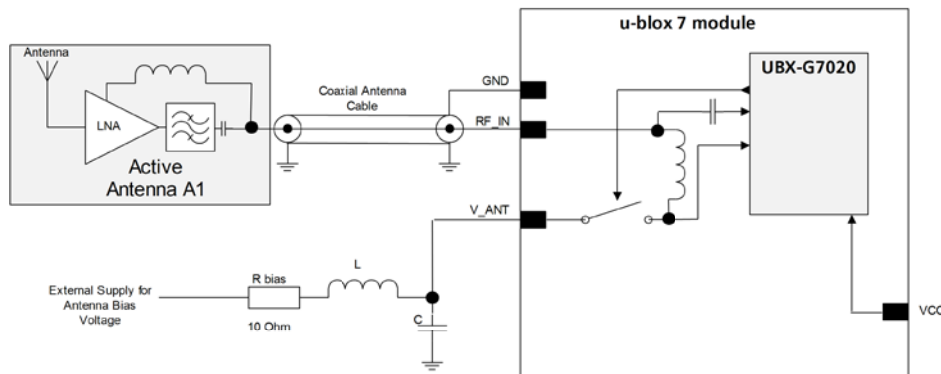 u-blox 7 module
Antenna
UBX-G7020
GND
Coaxial Antenna
Cable
LNA
RF_IN
Active
Antenna A1
V_ANT
L
R bias
External Supply for
Antenna Bias
Voltage
C
10 Ohm
VCC